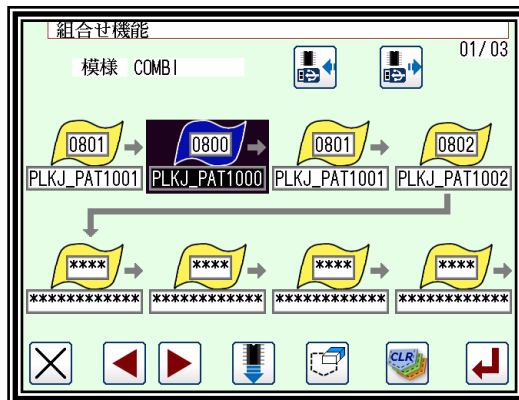 組合せ機能
01/03
模様 COMBI
0801 0800 0801 0802
PLKJ_PAT1001 PLKJ_PAT1000 PLKJ_PAT1001 PLKJ_PAT1002
**** **** **** ****
************ ************ ************ ************
CLR